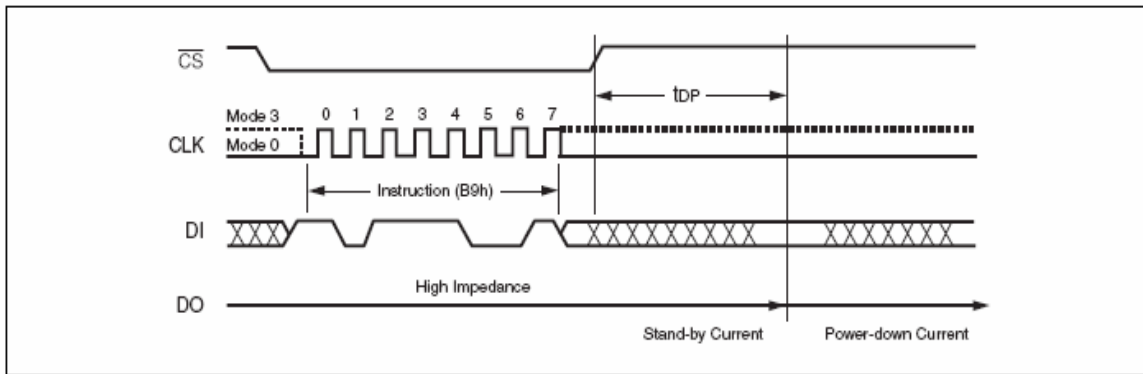 CS
tDP
Mode 3
0 1 2 3 4 5 6 7
CLK
Mode 0
Instruction (B9h)
DI
High Impedance
DO
Stand-by Current
Power-down Current